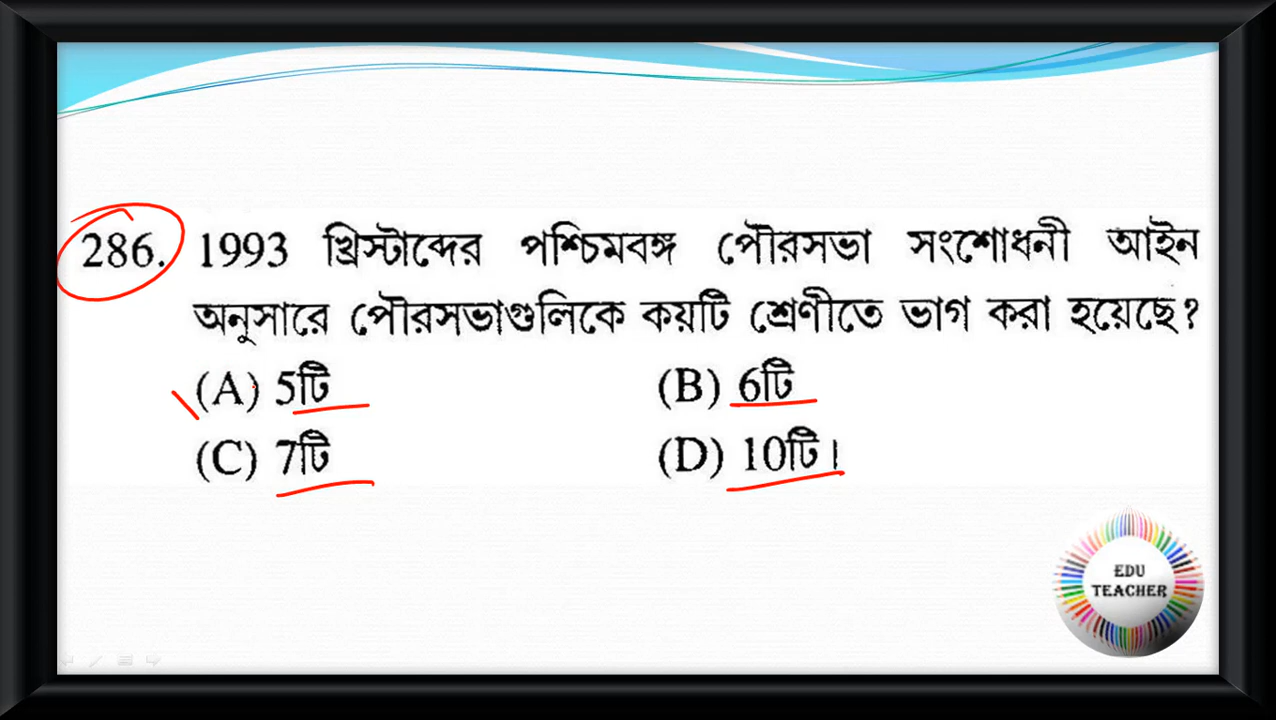 286. 1993 খ্রিস্টাব্দের পশ্চিমবঙ্গ পৌরসভা সংশোধনী আইন
অনুসারে পৌরসভাগুলিকে কয়টি শ্রেণীতে ভাগ করা হয়েছে?
(A) 5টি (B) 6টি
(C) 7টি (D) 10টি।
EDU
TEACHER